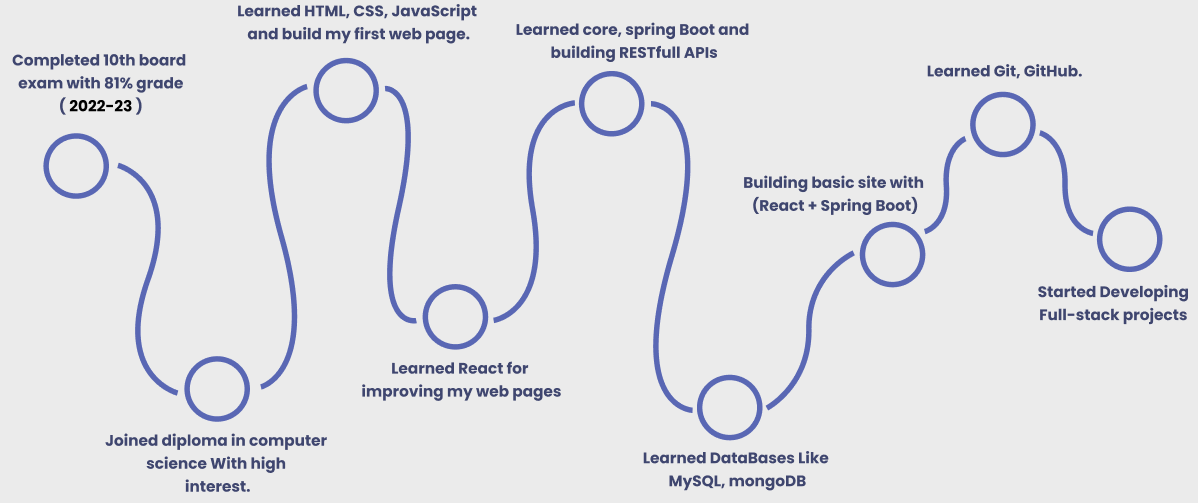 Completed 10th board
exam with 81% grade
( 2022-23 )
Joined diploma in computer
science With high
interest.
Learned HTML, CSS, JavaScript
and build my first web page.
Learned React for
improving my web pages
Learned core, spring Boot and
building RESTfull APIs
Learned DataBases Like
MySQL, mongoDB
Building basic site with
(React + Spring Boot)
Learned Git, GitHub.
Started Developing
Full-stack projects